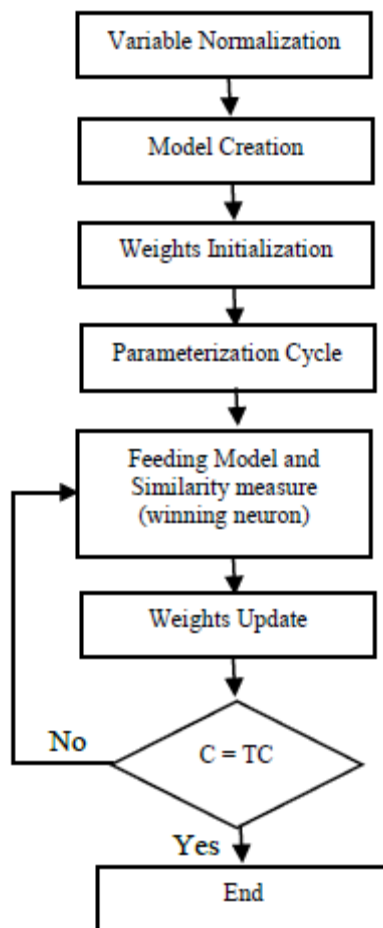 Variable Normalization
Model Creation
Weights Initialization
Parameterization Cycle
Feeding Model and
Similarity measure
(winning neuron)
Weights Update
No
C = TC
Yes
End